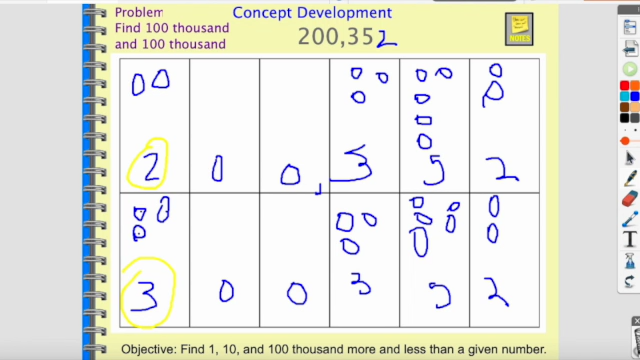 Problem
Find 100 thousand
and 100 thousand
Concept Development
200,352
NOTES
2 0 0, 3 5 2
3 0 0 3 5 2
Objective: Find 1, 10, and 100 thousand more and less than a given number.
T